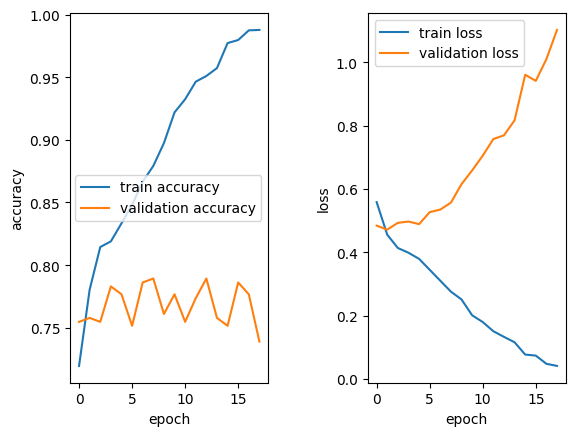 1.00
0.95
0.90
0.85
0.80
0.75
accuracy
train accuracy
validation accuracy
0 5 10 15
epoch
1.0
0.8
0.6
0.4
0.2
0.0
loss
train loss
validation loss
0 5 10 15
epoch